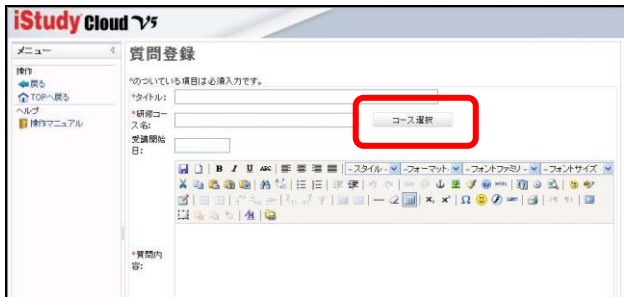 iStudy Cloud V5
メニュー
操作
戻る
TOPへ戻る
ヘルプ
操作マニュアル
質問登録
*のついている項目は必須入力です。
*タイトル:
*研修コース名:
コース選択
受講開始日:
B I U ABC -スタイル- -フォーマット- -フォントファミリ- -フォントサイズ
HTML
*質問内容: